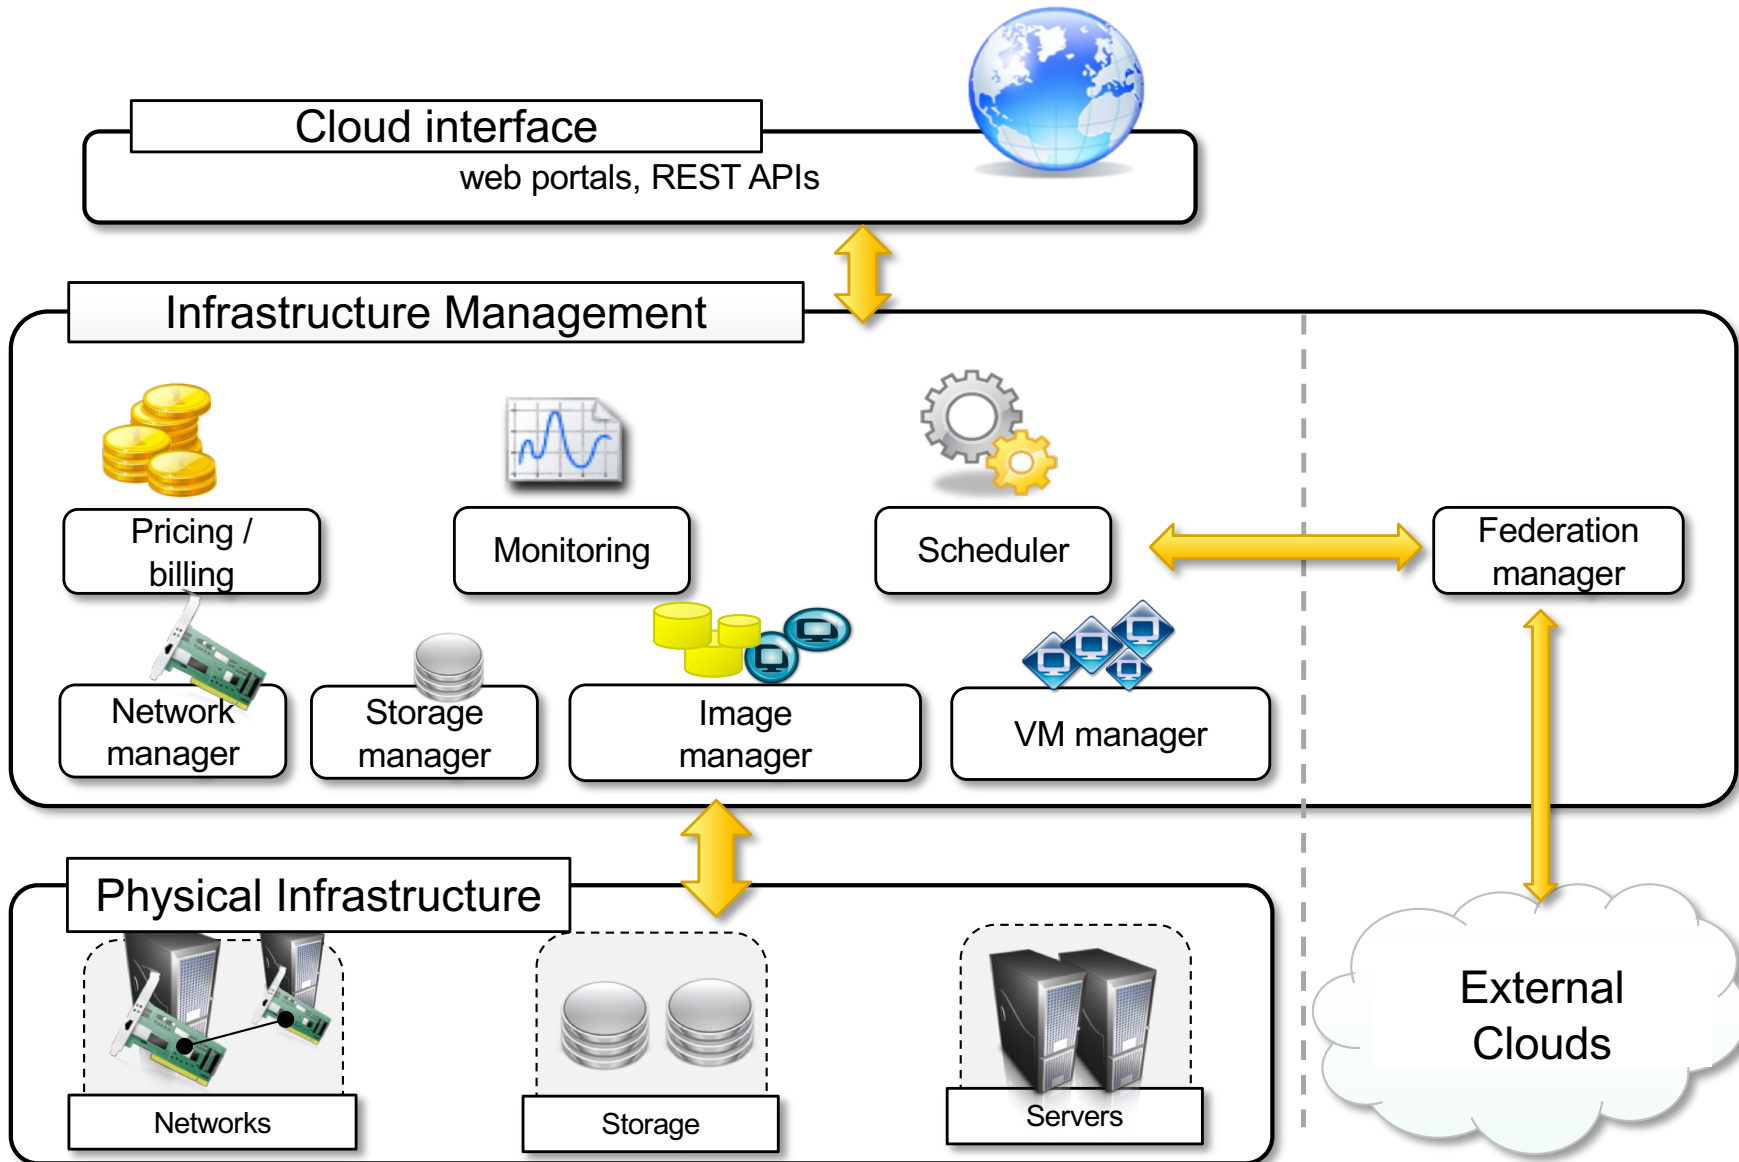 Cloud interface
web portals, REST APIs
Infrastructure Management
Pricing /
billing
Monitoring
Scheduler
Federation
manager
Network
manager
Storage
manager
Image
manager
VM manager
Physical Infrastructure
Networks
Storage
Servers
External
Clouds